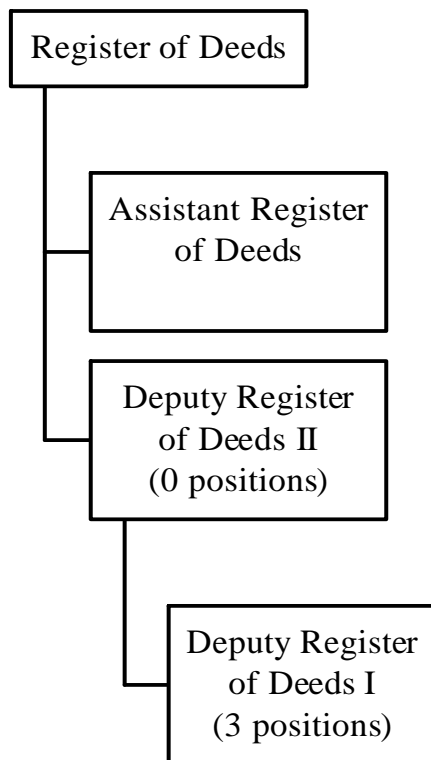 Register of Deeds
Assistant Register
of Deeds
Deputy Register
of Deeds II
(0 positions)
Deputy Register
of Deeds I
(3 positions)